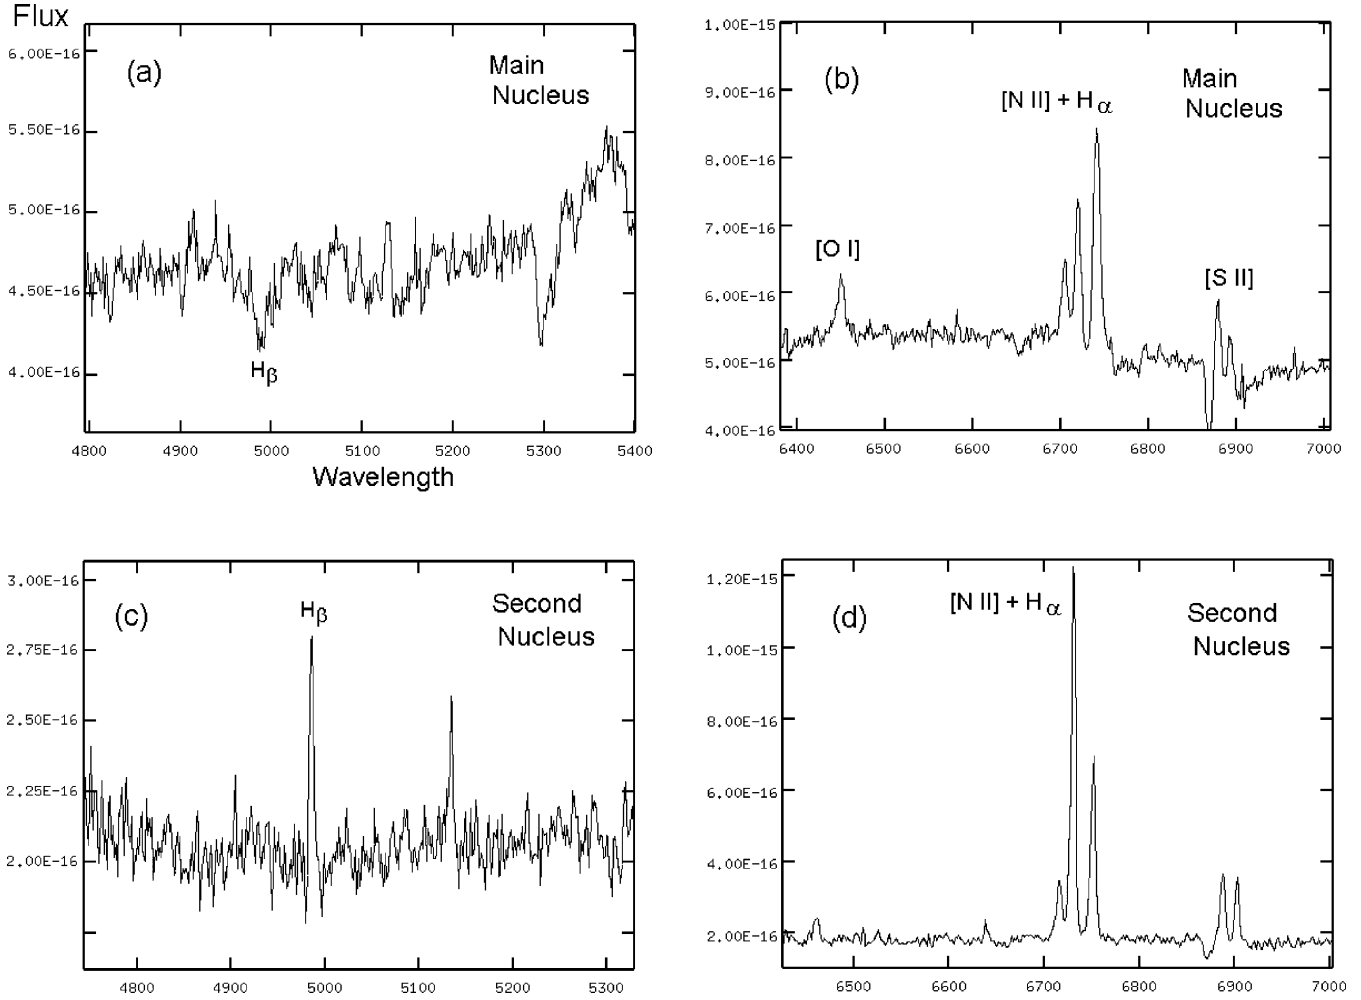 Flux
6.00E-16
5.50E-16
5.00E-16
4.50E-16
4.00E-16
(a)
Main
Nucleus
Hβ
4800 4900 5000 5100 5200 5300 5400
Wavelength
1.00E-15
9.00E-16
8.00E-16
7.00E-16
6.00E-16
5.00E-16
4.00E-16
(b)
[N II] + Hα
Main
Nucleus
[O I]
[S II]
6400 6500 6600 6700 6800 6900 7000
3.00E-16
2.75E-16
2.50E-16
2.25E-16
2.00E-16
(c)
Hβ
Second
Nucleus
4800 4900 5000 5100 5200 5300
1.20E-15
1.00E-15
8.00E-16
6.00E-16
4.00E-16
2.00E-16
(d)
[N II] + Hα
Second
Nucleus
6500 6600 6700 6800 6900 7000